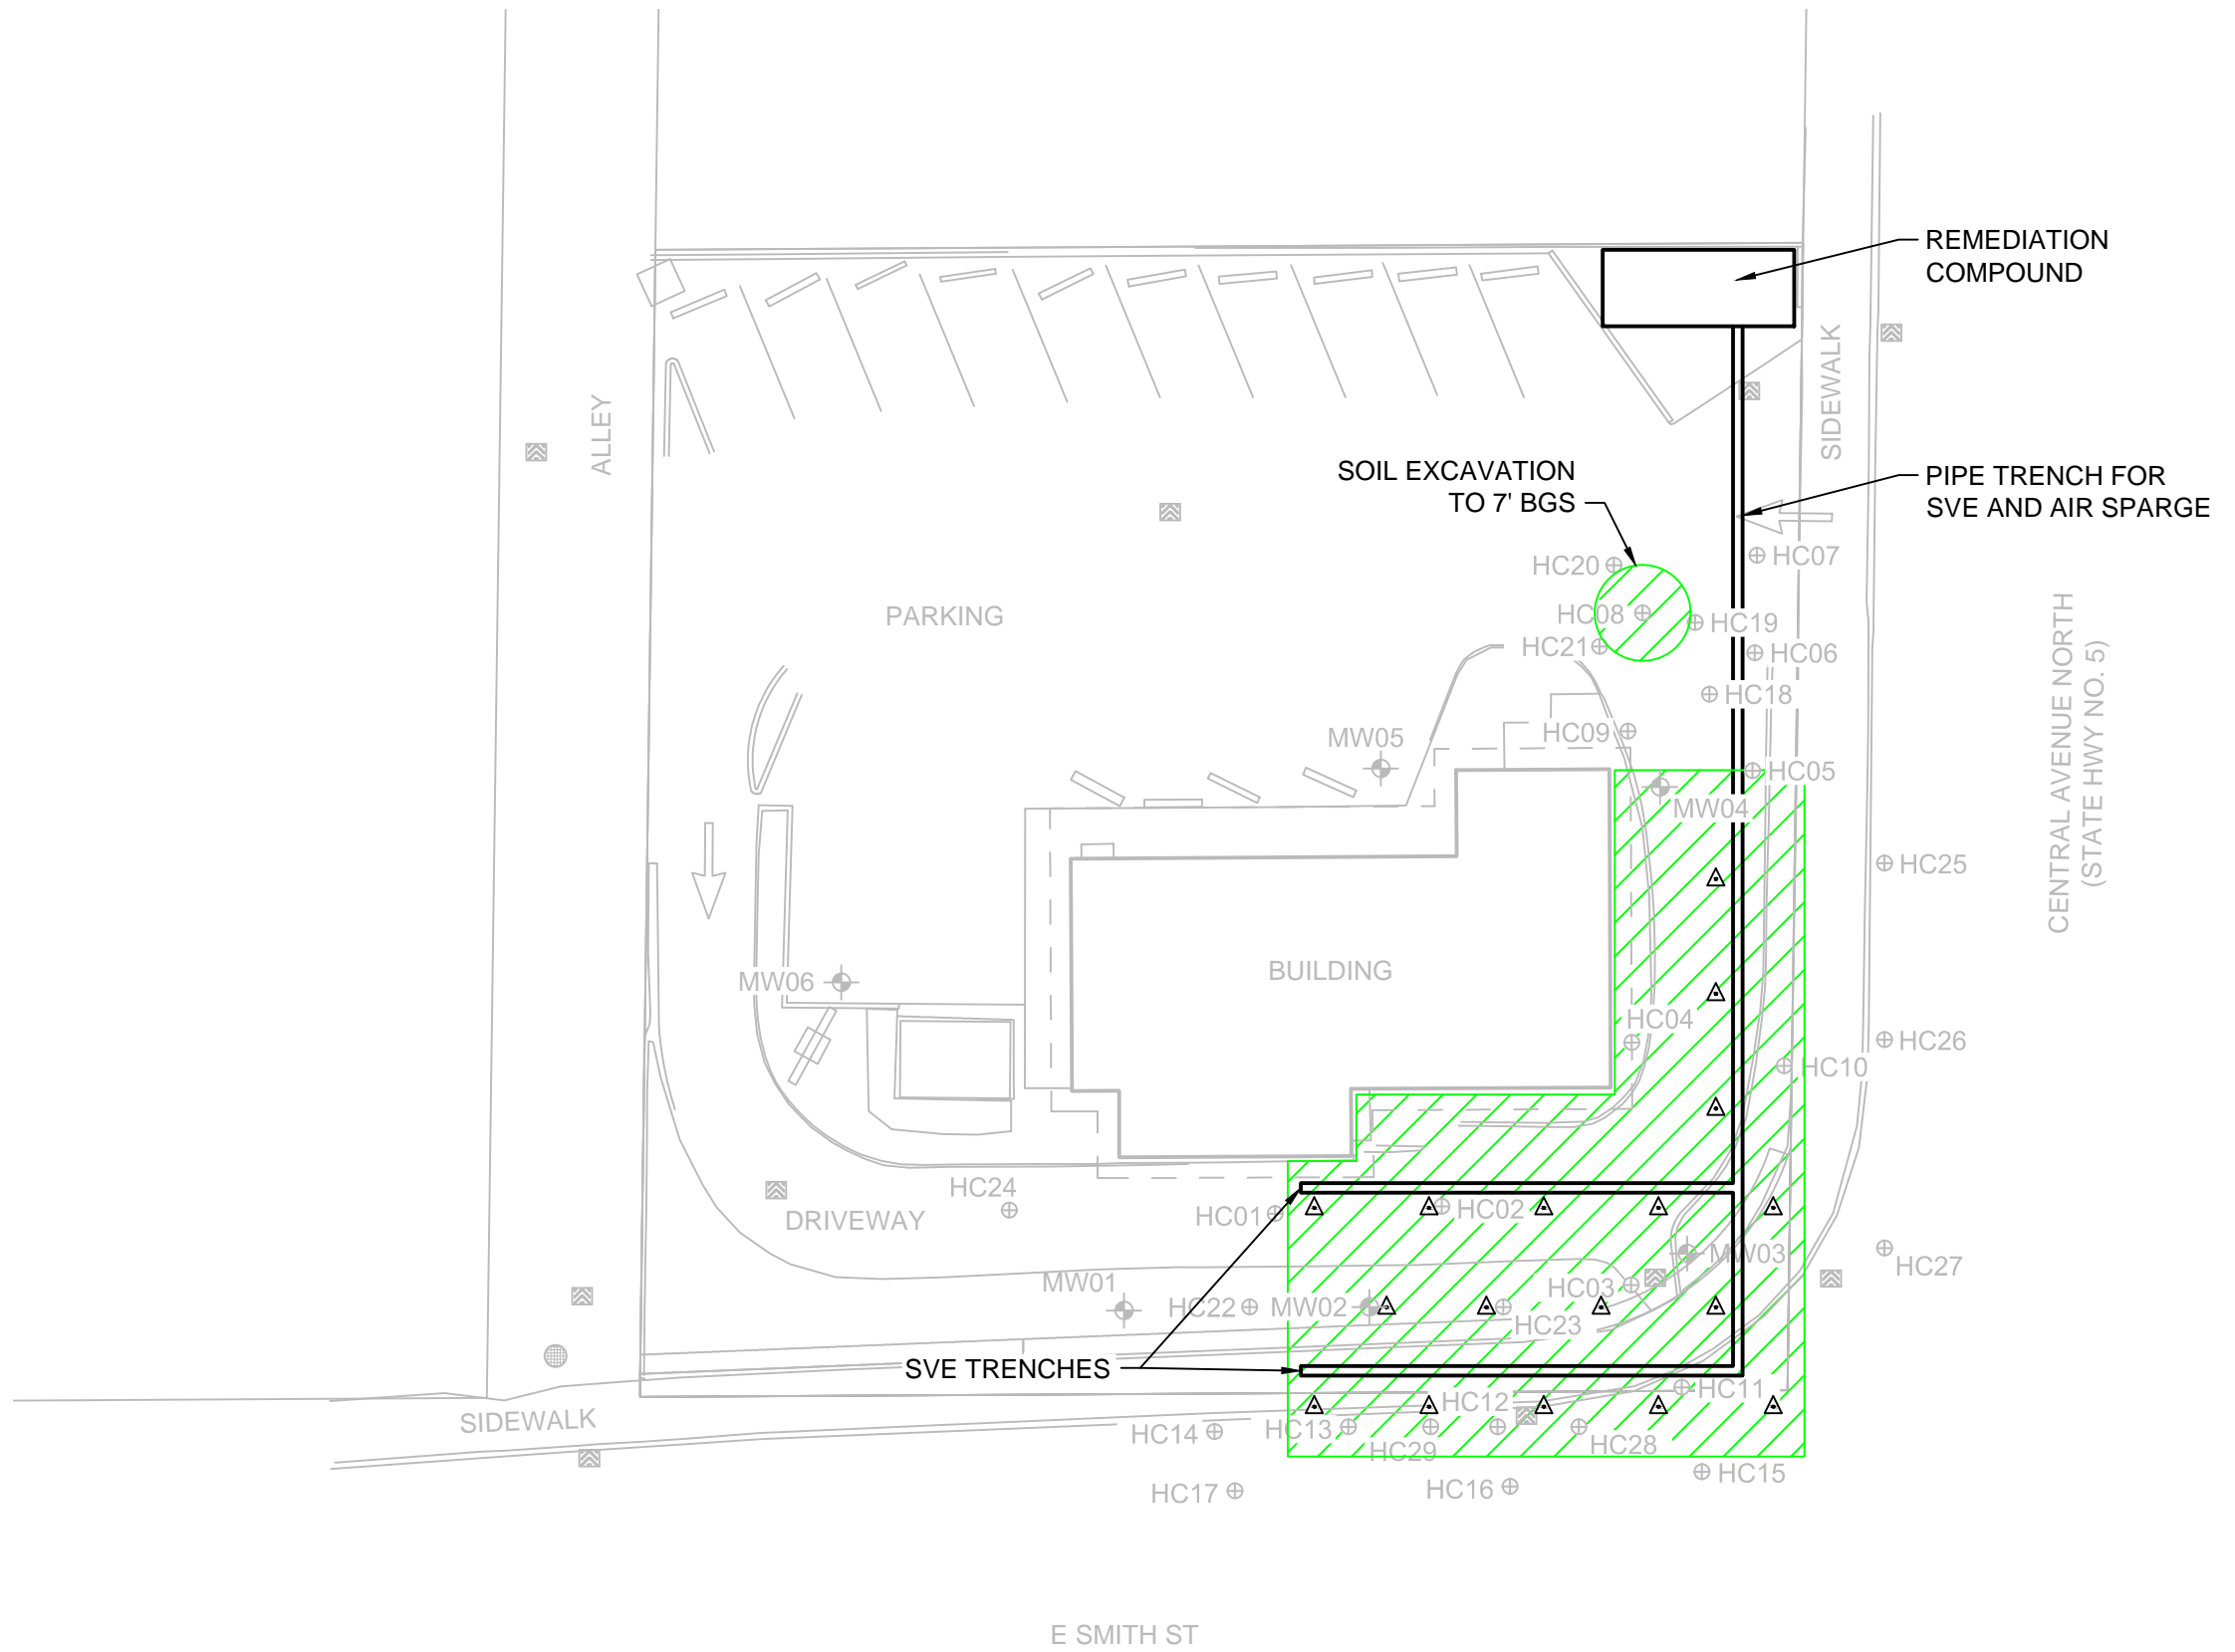 REMEDIATION
COMPOUND
SIDEWALK
ALLEY
SOIL EXCAVATION
TO 7' BGS
PIPE TRENCH FOR
SVE AND AIR SPARGE
HC20
HC07
PARKING
HC08
HC19
HC21
HC06
HC18
CENTRAL AVENUE NORTH
(STATE HWY NO. 5)
MW05
HC09
HC05
MW04
HC25
MW06
BUILDING
HC04
HC26
HC10
HC24
DRIVEWAY
HC01
HC02
MW03
HC27
MW01
HC22
MW02
HC03
HC23
SVE TRENCHES
HC11
HC12
SIDEWALK
HC14
HC13
HC29
HC28
HC15
HC17
HC16
E SMITH ST